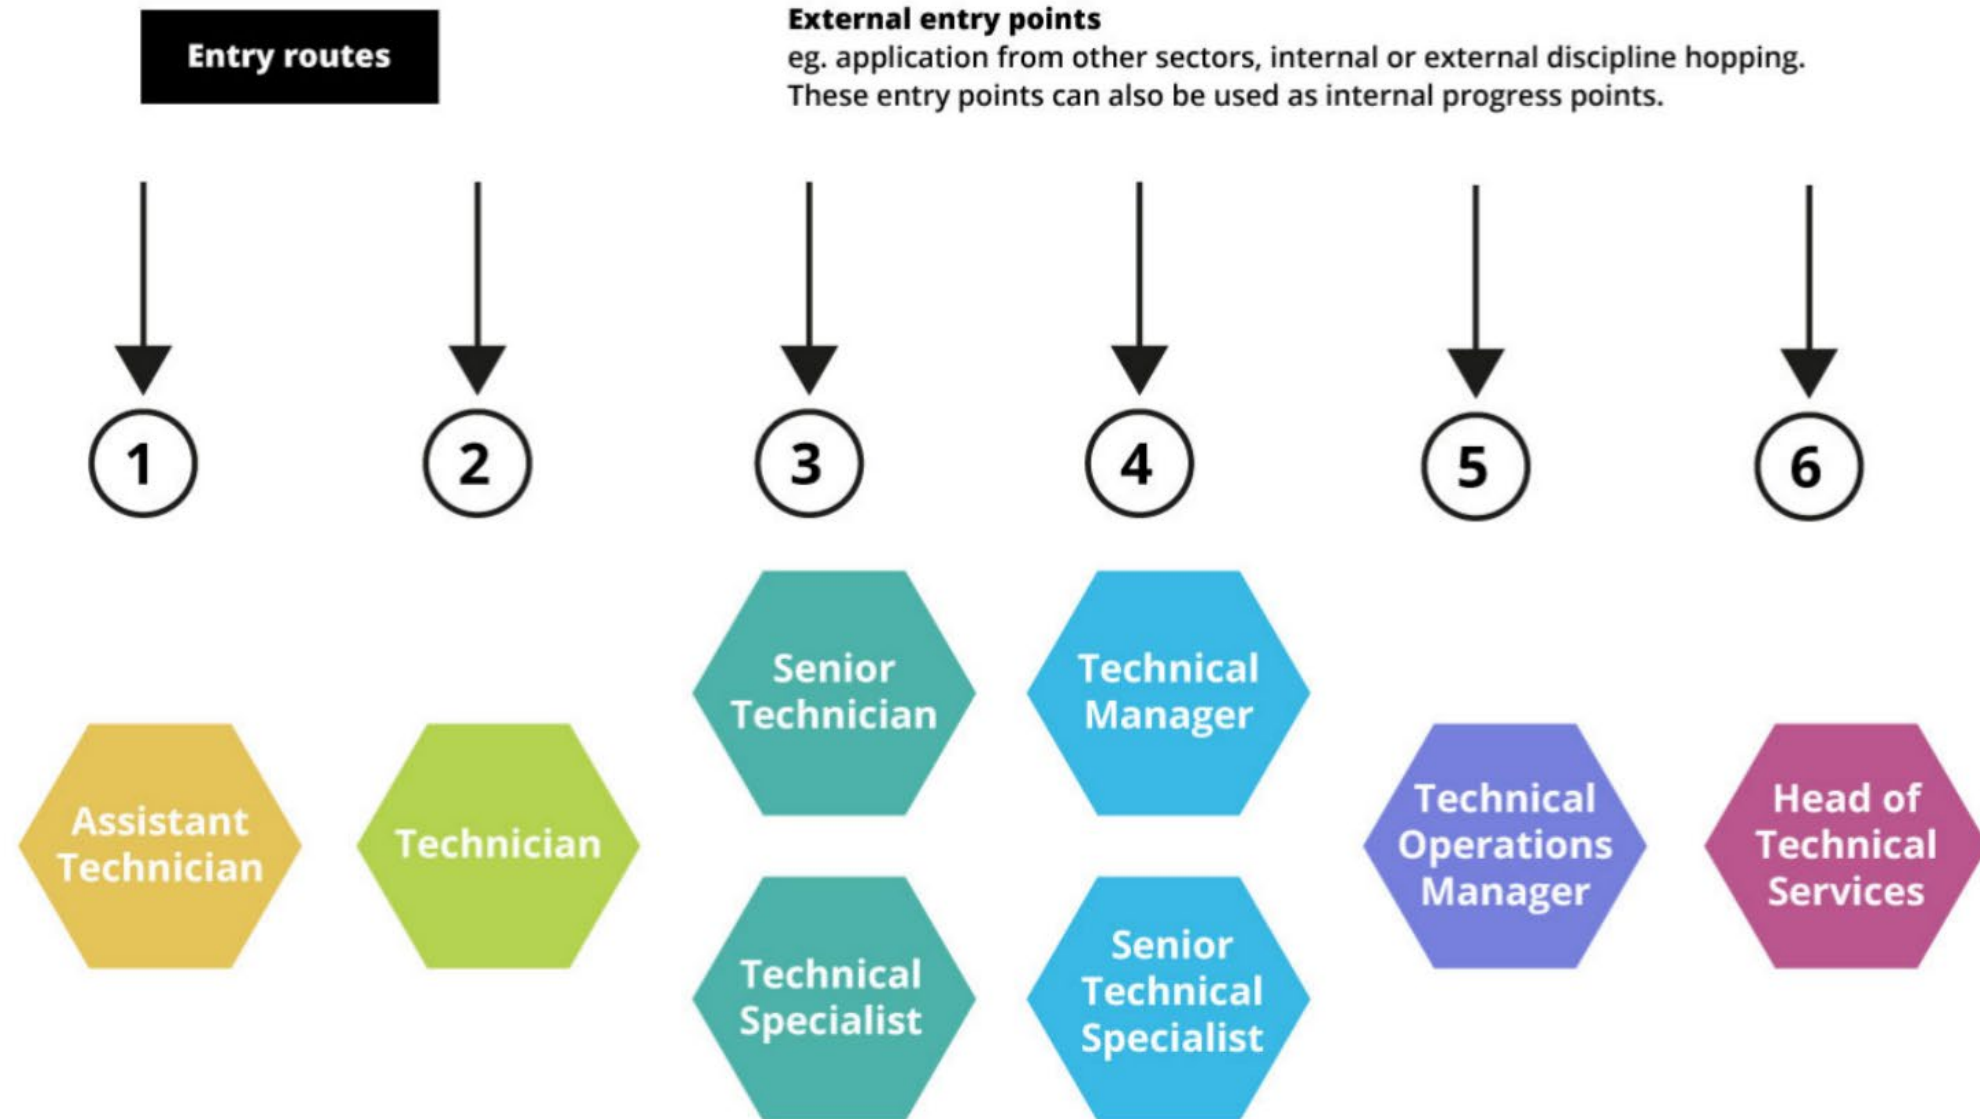 Entry routes
External entry points
eg. application from other sectors, internal or external discipline hopping.
These entry points can also be used as internal progress points.
1
2
3
4
5
6
Assistant
Technician
Technician
Senior
Technician
Technical
Specialist
Technical
Manager
Senior
Technical
Specialist
Technical
Operations
Manager
Head of
Technical
Services